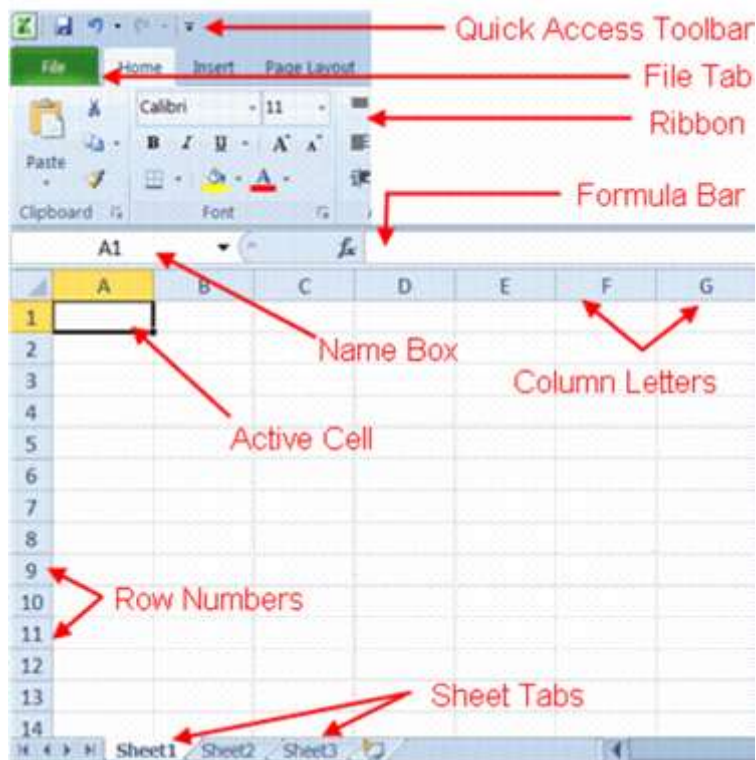 Quick Access Toolbar
File Home Insert Page Layout
File Tab
Calibri 11
Ribbon
B I U A A
Paste
A
Clipboard Font
Formula Bar
A1 fx
A B C D E F G
1
2
Name Box
3
Column Letters
4
5
Active Cell
6
7
8
9
10
Row Numbers
11
12
13
Sheet Tabs
14
Sheet1 Sheet2 Sheet3